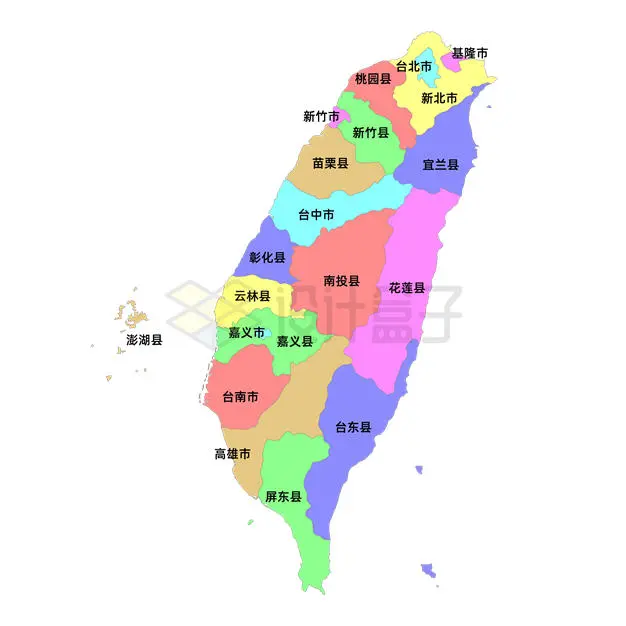 基隆市
台北市
桃园县
新北市
新竹市
新竹县
苗栗县
宜兰县
台中市
彰化县
南投县
花莲县
云林县
设计盒子
嘉义市
嘉义县
澎湖县
台南市
台东县
高雄市
屏东县